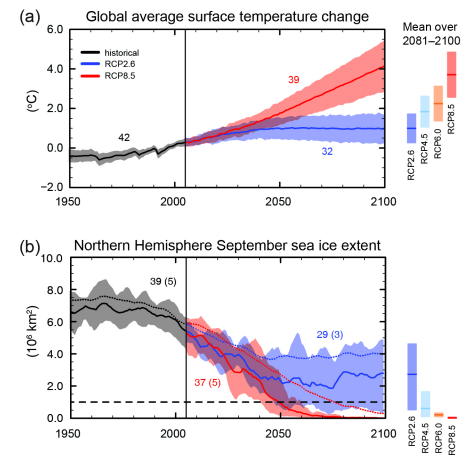 (a) Global average surface temperature change
Mean over
2081–2100
6.0
4.0
2.0
0.0
−2.0
(°C)
historical
RCP2.6
RCP8.5
42
39
32
1950
2000
2050
2100
RCP2.6
RCP4.5
RCP6.0
RCP8.5
(b) Northern Hemisphere September sea ice extent
10.0
8.0
6.0
4.0
2.0
0.0
(10⁶ km²)
39 (5)
29 (3)
37 (5)
1950
2000
2050
2100
RCP2.6
RCP4.5
RCP6.0
RCP8.5